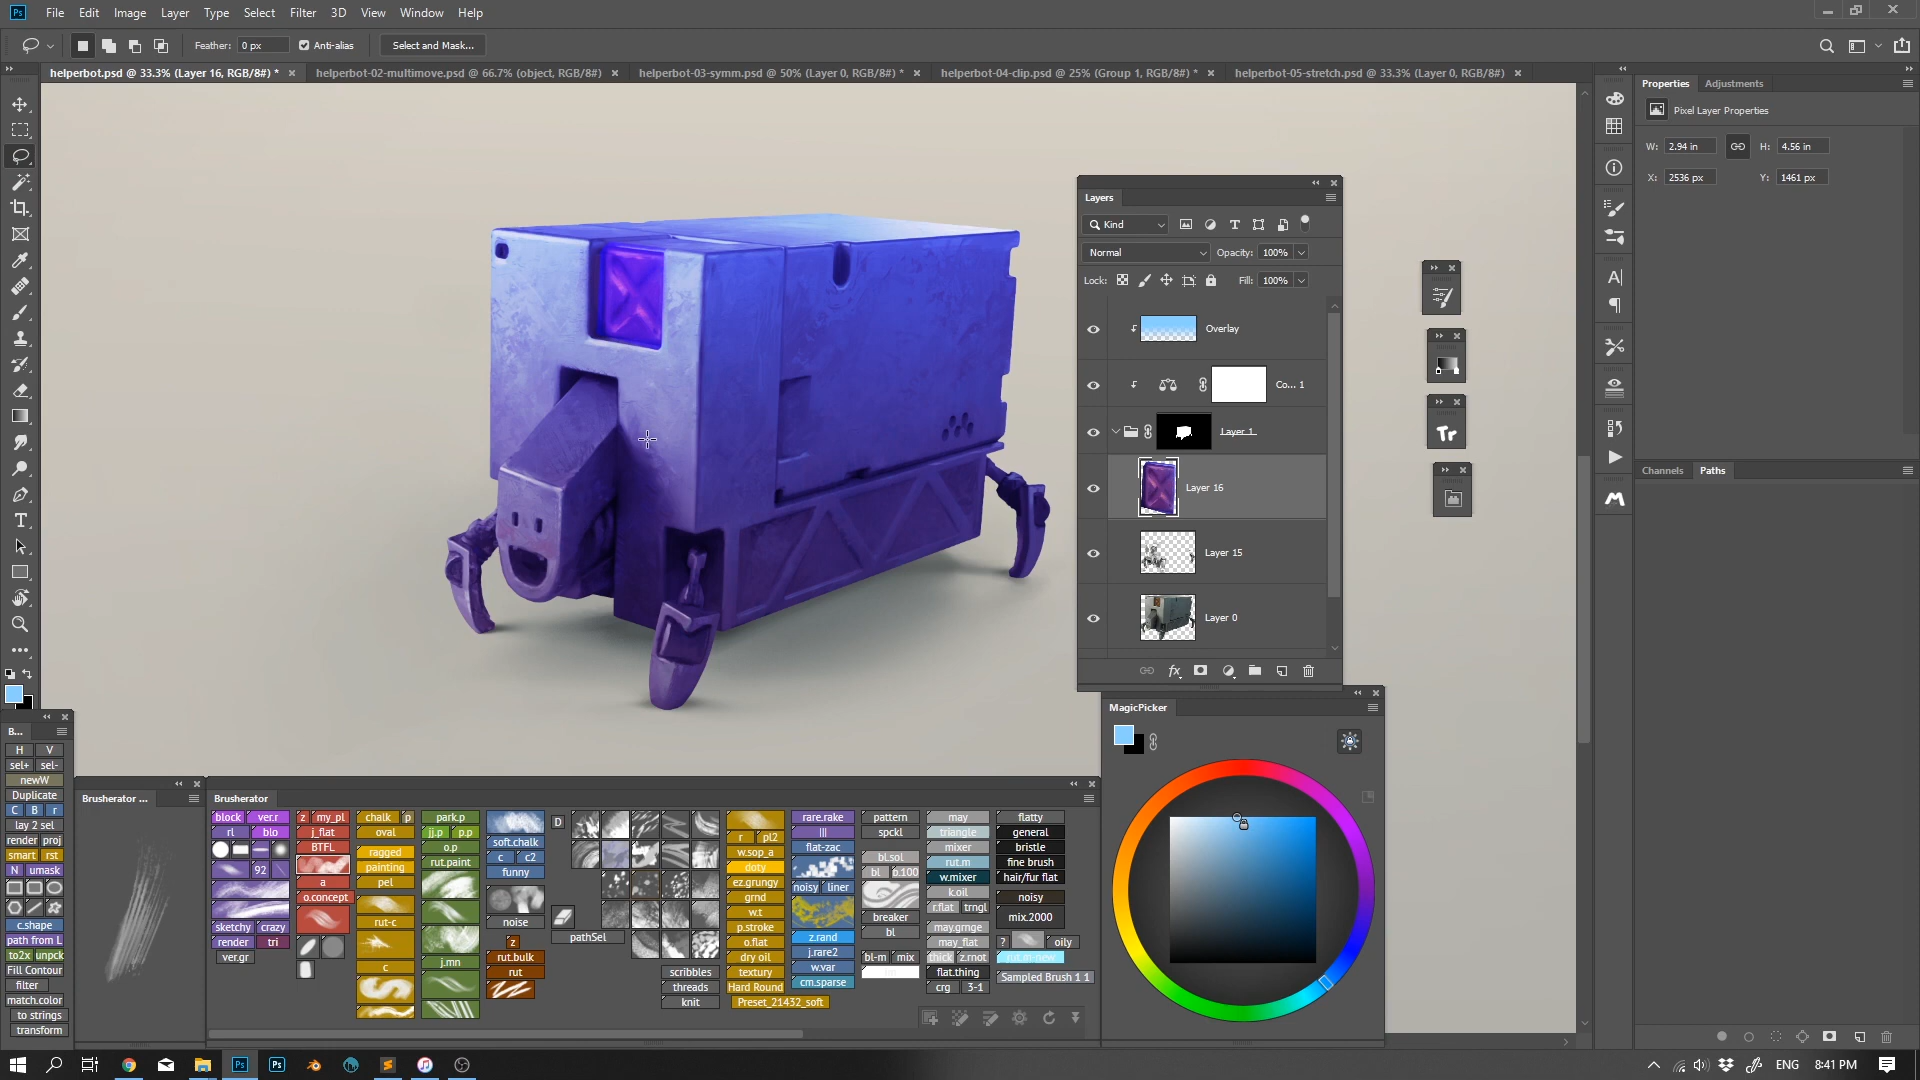 Ps File Edit Image Layer Type Select Filter 3D View Window Help
Feather: 0 px Anti-alias Select and Mask...
helperbot.psd @ 33.3% (Layer 16, RGB/8#) * helperbot-02-multimove.psd @ 66.7% (object, RGB/8#) helperbot-03-symm.psd @ 50% (Layer 0, RGB/8#) * helperbot-04-clip.psd @ 25% (Group 1, RGB/8#) * helperbot-05-stretch.psd @ 33.3% (Layer 0, RGB/8#)
Properties Adjustments
Pixel Layer Properties
W: 2.94 in H: 4.56 in
X: 2536 px Y: 1461 px
Channels Paths
Layers
Kind
Normal Opacity: 100%
Lock: Fill: 100%
Overlay
Co... 1
Layer 1
Layer 16
Layer 15
Layer 0
fx
MagicPicker
B...
H V
sel+ sel-
newW
Duplicate
C B r
lay 2 sel
render proj
smart rst
N umask
c.shape
path from L
to2x unpck
Fill Contour
filter
match.color
to strings
transform
Brusherator ...
Brusherator
block ver.r
rl blo
92
sketchy crazy
render tri
ver.gr
z my_pl
j_flat
BTFL
a
o.concept
chalk p
oval
ragged
painting
pel
rut-c
c
park.p
jj.p p.p
o.p
rut.paint
j.mn
soft.chalk
c c2
funny
noise
z
rut.bulk
rut
D
pathSel
scribbles
threads
knit
r pl2
w.sop_a
doty
ez.grungy
grnd
w.t
p.stroke
o.flat
dry oil
textury
Hard Round
Preset_21432_soft
rare.rake
|||
flat-zac
noisy liner
z.rand
j.rare2
w.var
cm.sparse
pattern
spckl
bl.sol
bl o.100
breaker
bl
bl-m mix
may
triangle
mixer
rut.m
w.mixer
k.oil
r.flat trngl
may.grnge
may_flat
thick z.rnot
flat.thing
crg 3-1
flatty
general
bristle
fine brush
hair/fur flat
noisy
mix.2000
? oily
rut.m-new
Sampled Brush 1 1
ENG 8:41 PM